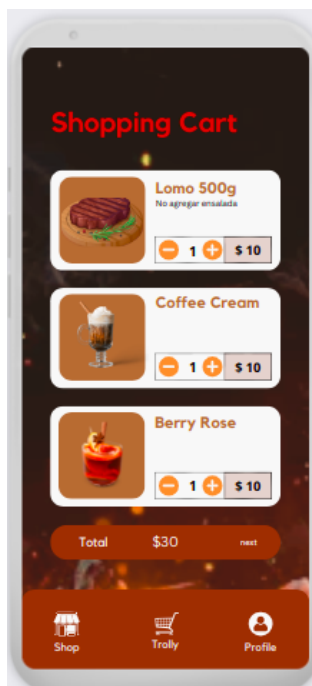 Shopping Cart
Lomo 500g
No agregar ensalada
1
$ 10
Coffee Cream
1
$ 10
Berry Rose
1
$ 10
Total $30 next
Shop Trolly Profile